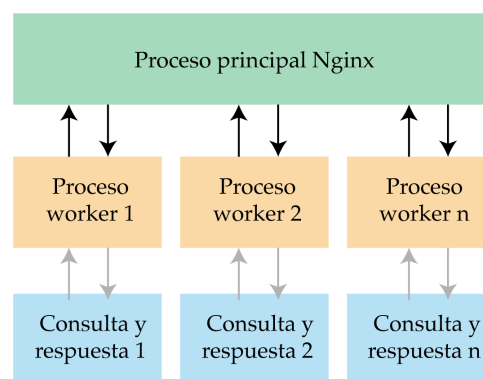 Proceso principal Nginx
Proceso
worker 1
Proceso
worker 2
Proceso
worker n
Consulta y
respuesta 1
Consulta y
respuesta 2
Consulta y
respuesta n